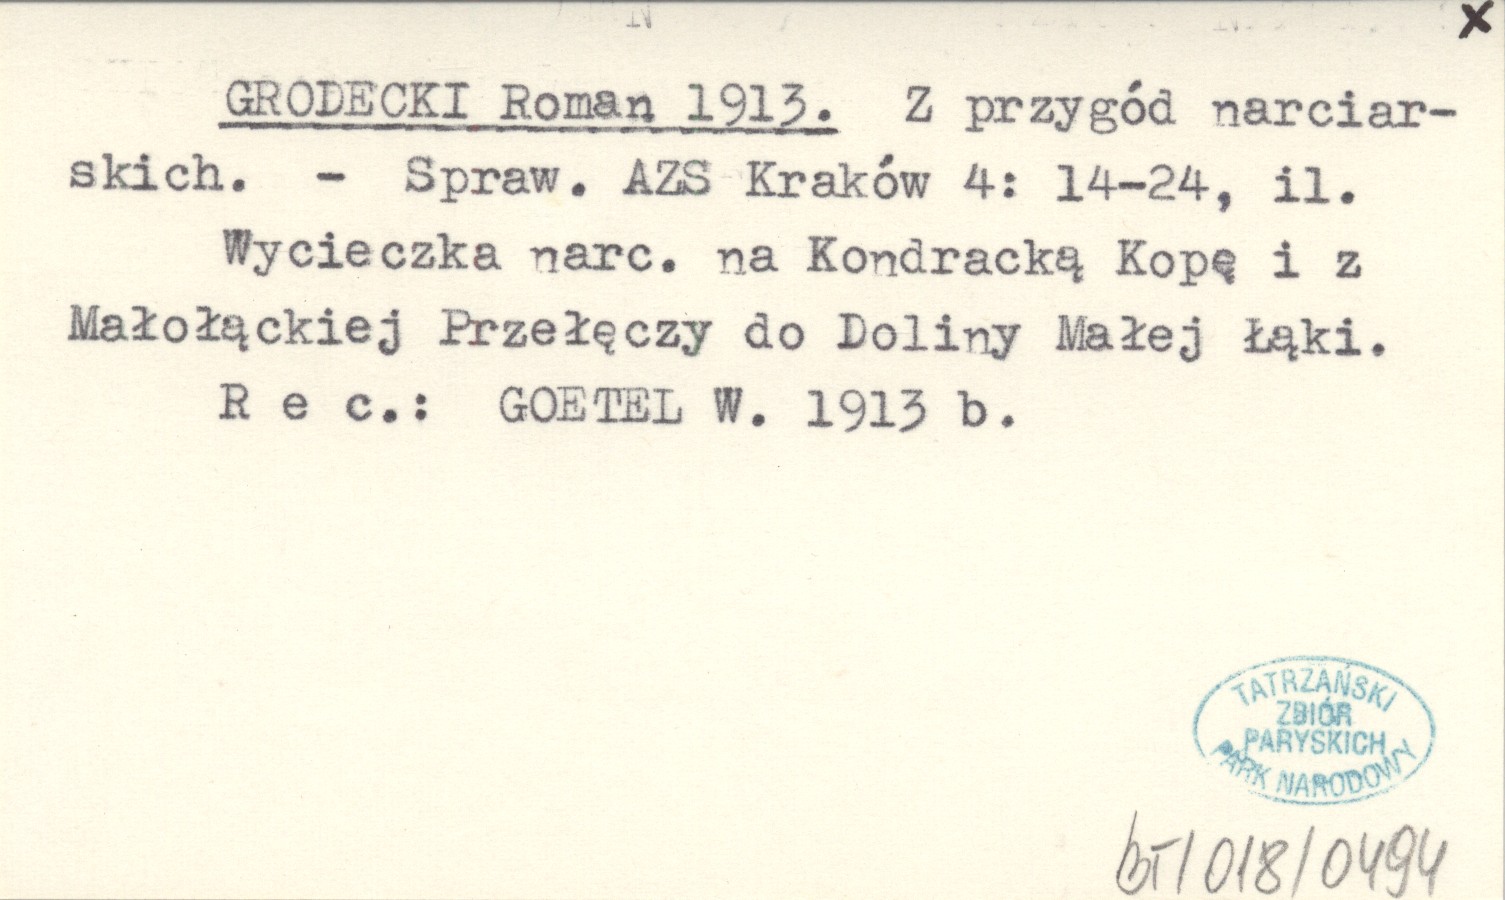 x
GRODECKI Roman 1913. Z przygód narciar-
skich. - Spraw. AZS Kraków 4: 14-24, il.
Wycieczka narc. na Kondracką Kopę i z
Małołąckiej Przełęczy do Doliny Małej Łąki.
R e c.: GOETEL W. 1913 b.
TATRZAŃSKI
ZBIÓR
PARYSKICH
PARK NARODOWY
bT/018/0494